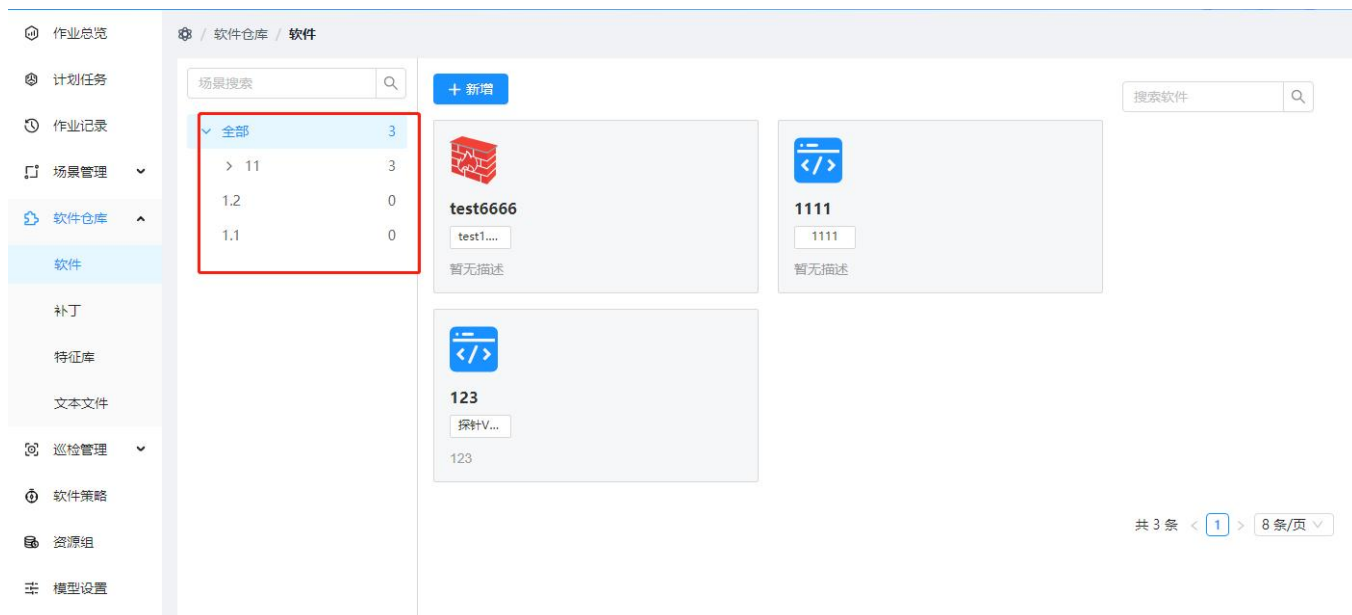 作业总览
计划任务
作业记录
场景管理
软件仓库
软件
补丁
特征库
文本文件
巡检管理
软件策略
资源组
模型设置
/ 软件仓库 / 软件
场景搜索
全部 3
11 3
1.2 0
1.1 0
+ 新增
搜索软件
test6666
test1....
暂无描述
1111
1111
暂无描述
123
探针V...
123
共 3 条 < 1 > 8 条/页